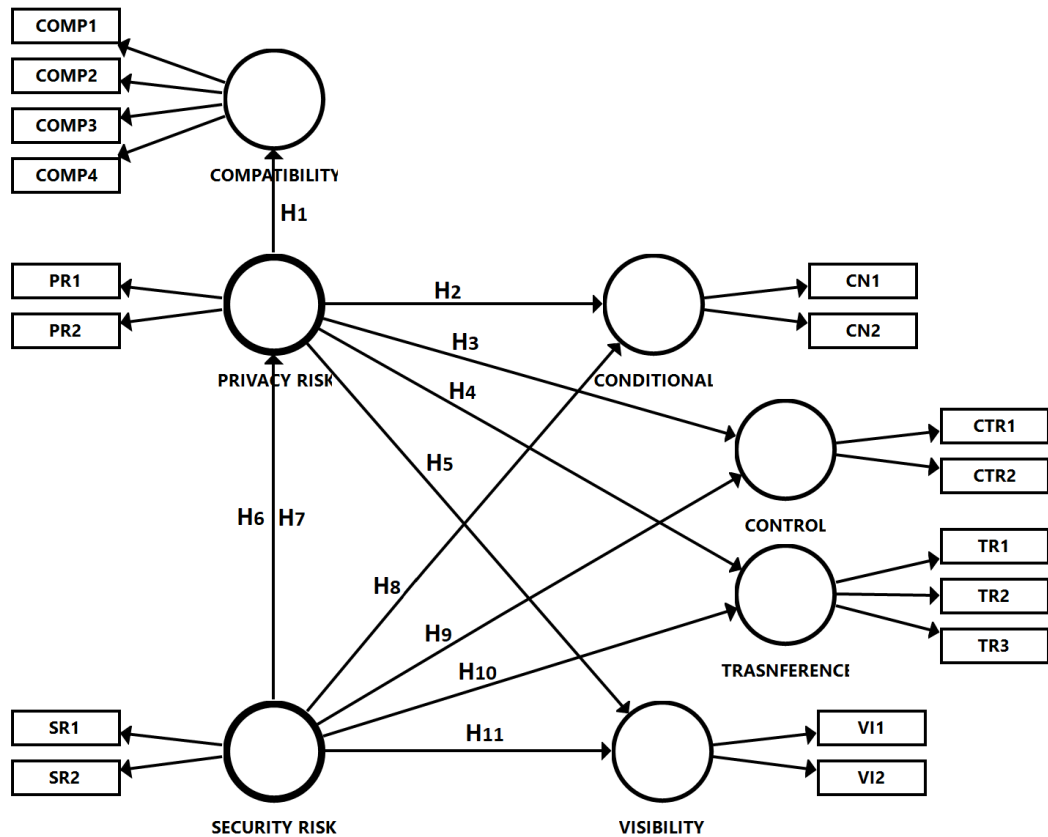 COMP1
COMP2
COMP3
COMP4
COMPATIBILITY
H1
PR1
PR2
PRIVACY RISK
H2
CONDITIONAL
CN1
CN2
H3
H4
H5
CTR1
CTR2
CONTROL
H6
H7
TR1
TR2
TR3
TRASNFERENCE
H8
H9
H10
H11
SR1
SR2
SECURITY RISK
VISIBILITY
VI1
VI2